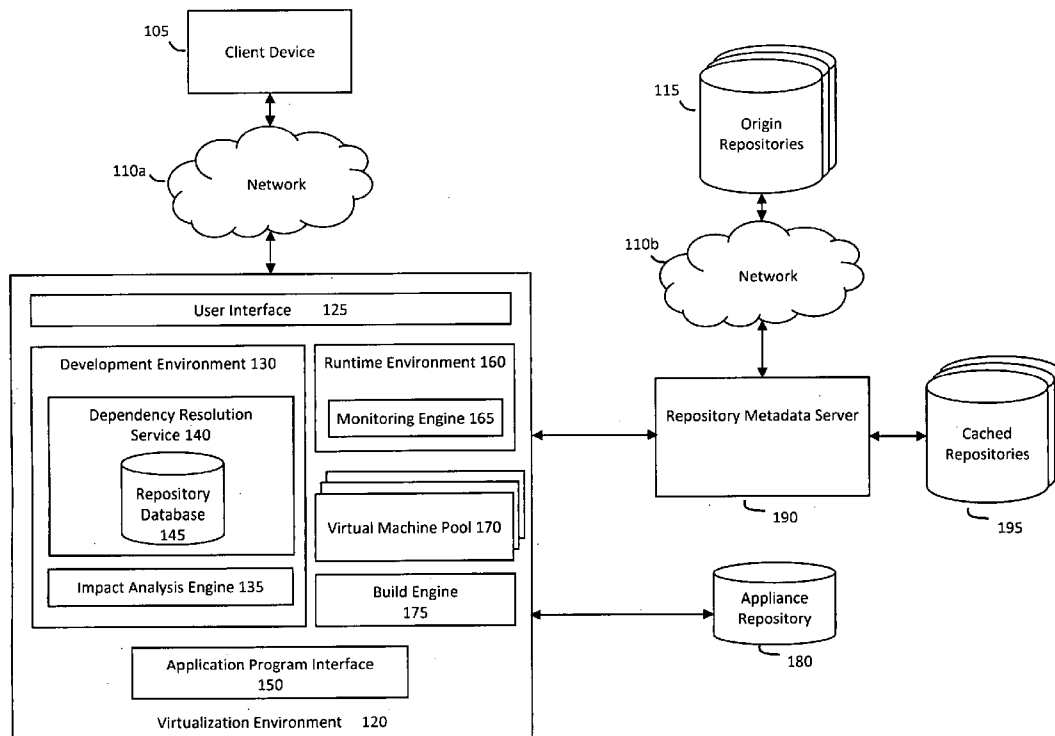 105
Client Device
110a
Network
115
Origin
Repositories
110b
Network
User Interface 125
Development Environment 130
Dependency Resolution
Service 140
Repository
Database
145
Impact Analysis Engine 135
Runtime Environment 160
Monitoring Engine 165
Virtual Machine Pool 170
Build Engine
175
Application Program Interface
150
Virtualization Environment 120
Repository Metadata Server
190
Cached
Repositories
195
Appliance
Repository
180